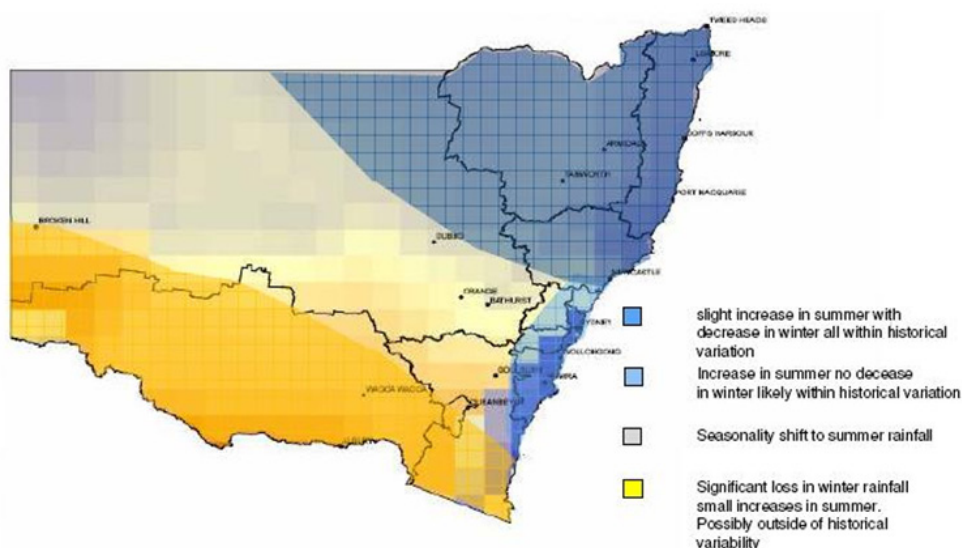 TWEED HEADS
LISMORE
COFFS HARBOUR
ARMIDALE
TAMWORTH
PORT MACQUARIE
BROKEN HILL
DUBBO
NEWCASTLE
ORANGE
BATHURST
SYDNEY
WOLLONGONG
GOULBURN
NOWRA
WAGGA WAGGA
QUEANBEYAN
ALBURY
slight increase in summer with
decrease in winter all within historical
variation
Increase in summer no decease
in winter likely within historical variation
Seasonality shift to summer rainfall
Significant loss in winter rainfall
small increases in summer.
Possibly outside of historical
variability